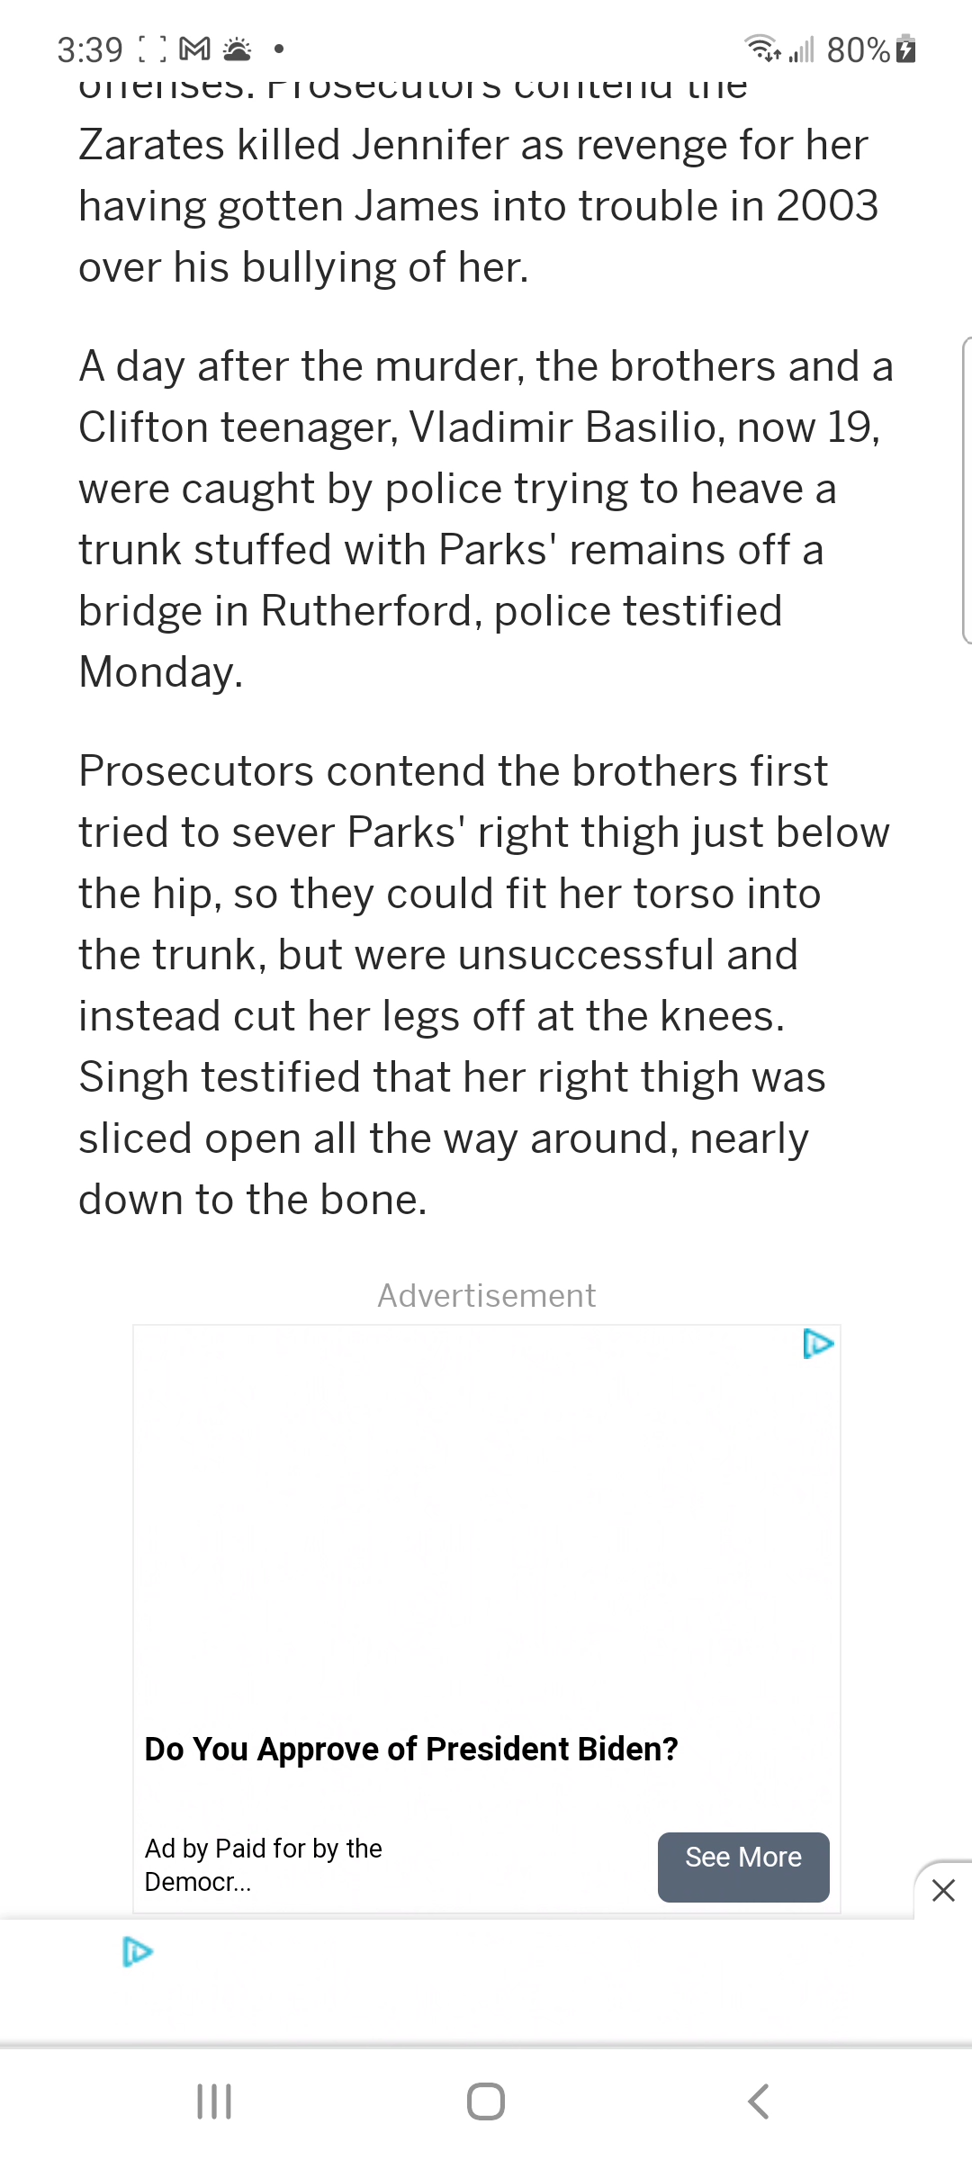 3:39
80%
offenses. Prosecutors contend the
Zarates killed Jennifer as revenge for her
having gotten James into trouble in 2003
over his bullying of her.
A day after the murder, the brothers and a
Clifton teenager, Vladimir Basilio, now 19,
were caught by police trying to heave a
trunk stuffed with Parks' remains off a
bridge in Rutherford, police testified
Monday.
Prosecutors contend the brothers first
tried to sever Parks' right thigh just below
the hip, so they could fit her torso into
the trunk, but were unsuccessful and
instead cut her legs off at the knees.
Singh testified that her right thigh was
sliced open all the way around, nearly
down to the bone.
Advertisement
Do You Approve of President Biden?
Ad by Paid for by the
Democr...
See More